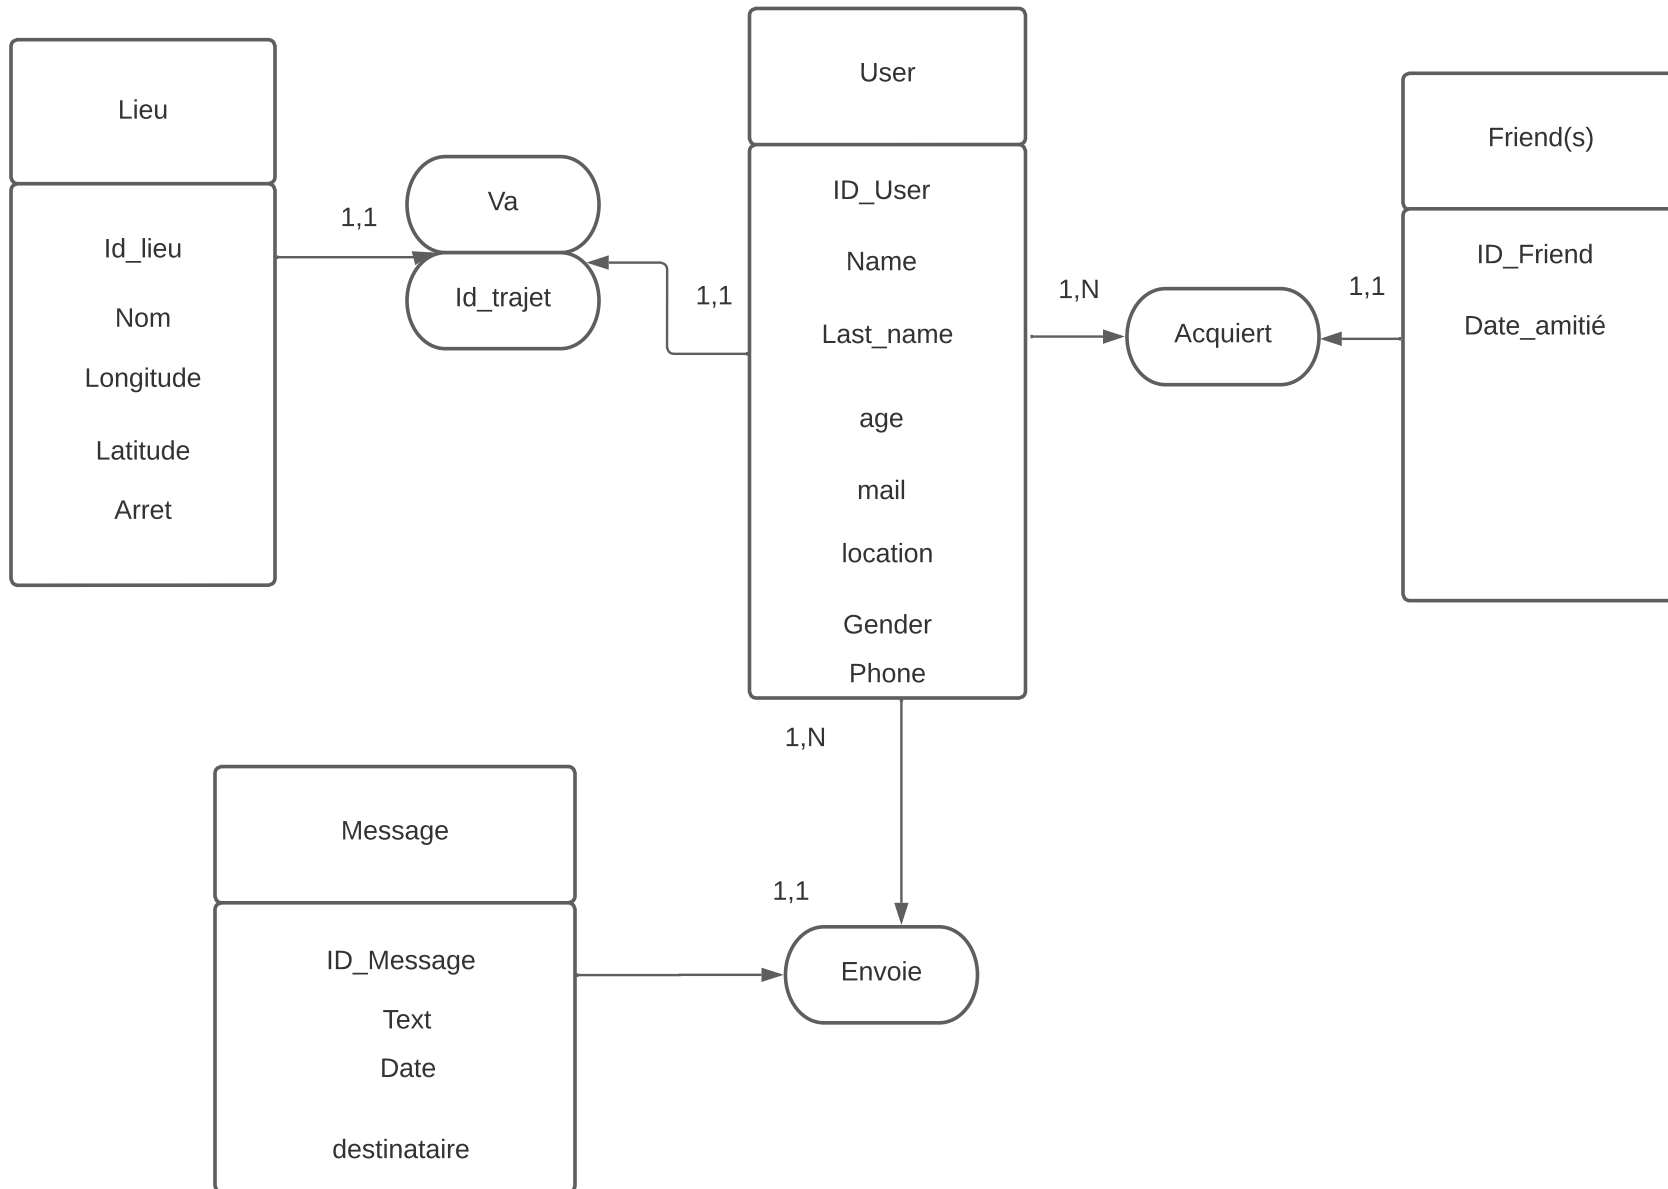 Lieu
Id_lieu
Nom
Longitude
Latitude
Arret
1,1
Va
Id_trajet
1,1
User
ID_User
Name
Last_name
age
mail
location
Gender
Phone
1,N
Acquiert
1,1
Friend(s)
ID_Friend
Date_amitié
1,N
1,1
Envoie
Message
ID_Message
Text
Date
destinataire